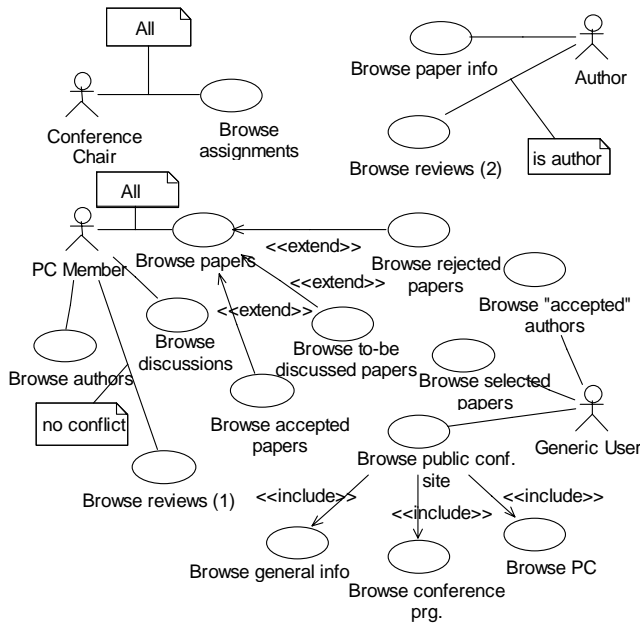 All
Browse paper info
Author
Conference
Chair
Browse
assignments
Browse reviews (2)
is author
All
PC Member
Browse papers
<<extend>>
Browse rejected
papers
<<extend>>
Browse "accepted"
authors
<<extend>>
Browse
discussions
Browse to-be
discussed papers
Browse authors
Browse selected
papers
no conflict
Browse accepted
papers
Generic User
Browse public conf.
site
Browse reviews (1)
<<include>>
<<include>>
<<include>>
Browse general info
Browse conference
prg.
Browse PC